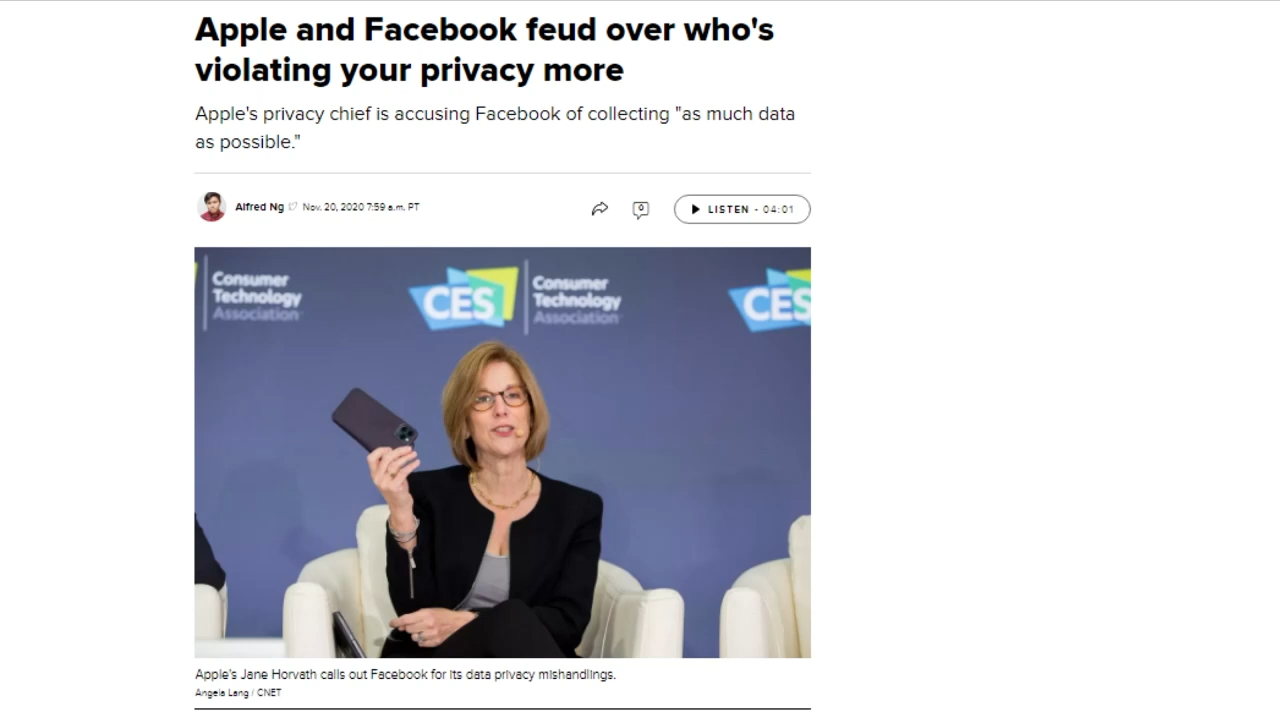 Apple and Facebook feud over who's
violating your privacy more
Apple's privacy chief is accusing Facebook of collecting "as much data
as possible."
Alfred Ng Nov. 20, 2020 7:59 a.m. PT
0
LISTEN - 04:01
Consumer
Technology
Association
CES
Consumer
Technology
Association
CES
Apple's Jane Horvath calls out Facebook for its data privacy mishandlings.
Angela Lang / CNET